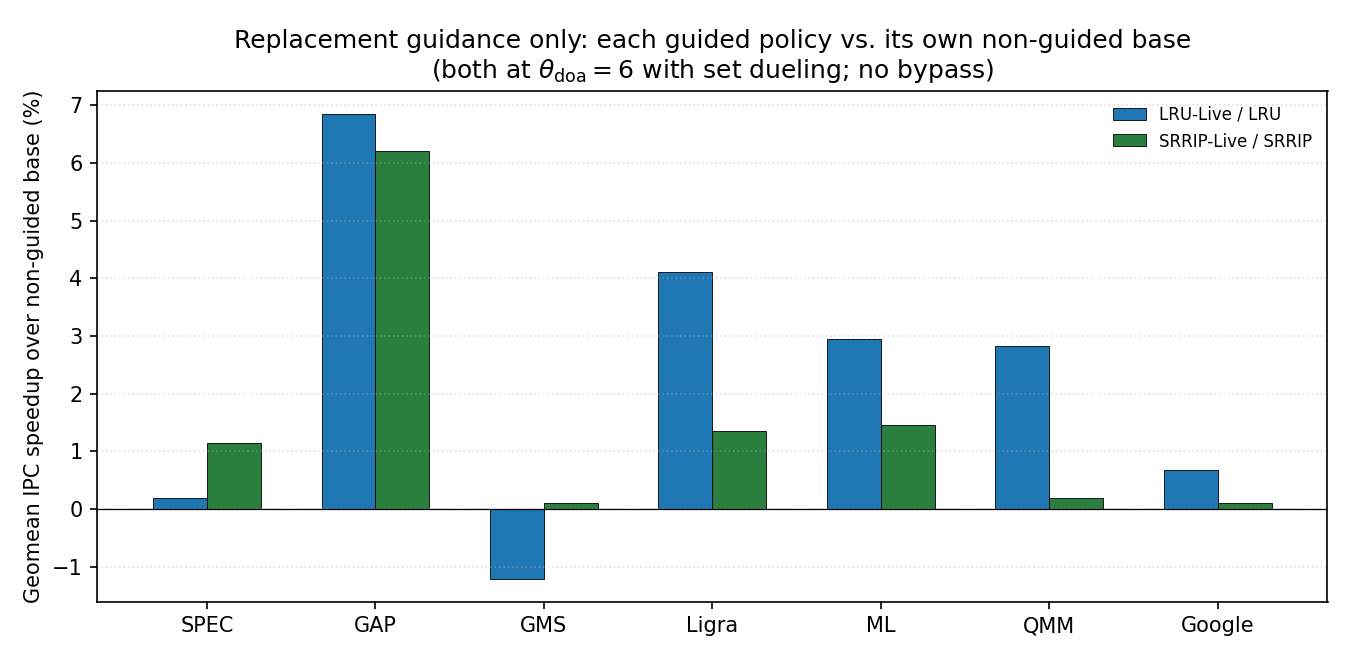 Replacement guidance only: each guided policy vs. its own non-guided base
(both at θdoa = 6 with set dueling; no bypass)
Geomean IPC speedup over non-guided base (%)
7
6
5
4
3
2
1
0
−1
LRU-Live / LRU
SRRIP-Live / SRRIP
SPEC
GAP
GMS
Ligra
ML
QMM
Google